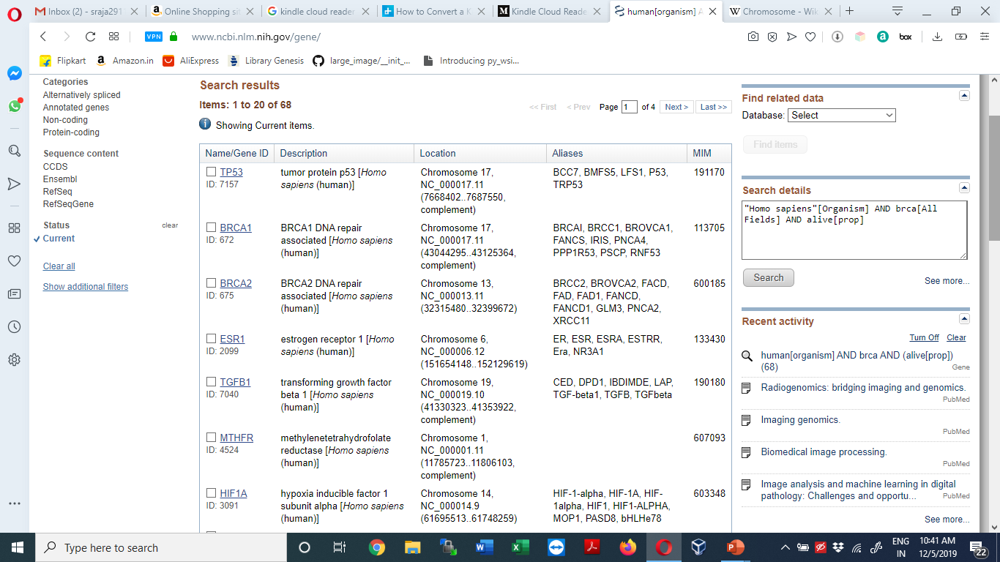 Inbox (2) - sraja291
Online Shopping sit
kindle cloud reader
How to Convert a K
Kindle Cloud Reade
human[organism] A
Chromosome - Wiki
VPN
www.ncbi.nlm.nih.gov/gene/
box
Flipkart
Amazon.in
AliExpress
Library Genesis
large_image/__init_...
Introducing py_wsi...
Categories
Alternatively spliced
Annotated genes
Non-coding
Protein-coding
Sequence content
CCDS
Ensembl
RefSeq
RefSeqGene
Status clear
Current
Clear all
Show additional filters
Search results
Items: 1 to 20 of 68
<< First < Prev Page 1 of 4 Next > Last >>
Showing Current items.
Name/Gene ID Description Location Aliases MIM
TP53
ID: 7157
tumor protein p53 [Homo
sapiens (human)]
Chromosome 17,
NC_000017.11
(7668402..7687550,
complement)
BCC7, BMFS5, LFS1, P53,
TRP53
191170
BRCA1
ID: 672
BRCA1 DNA repair
associated [Homo sapiens
(human)]
Chromosome 17,
NC_000017.11
(43044295..43125364,
complement)
BRCAI, BRCC1, BROVCA1,
FANCS, IRIS, PNCA4,
PPP1R53, PSCP, RNF53
113705
BRCA2
ID: 675
BRCA2 DNA repair
associated [Homo sapiens
(human)]
Chromosome 13,
NC_000013.11
(32315480..32399672)
BRCC2, BROVCA2, FACD,
FAD, FAD1, FANCD,
FANCD1, GLM3, PNCA2,
XRCC11
600185
ESR1
ID: 2099
estrogen receptor 1 [Homo
sapiens (human)]
Chromosome 6,
NC_000006.12
(151654148..152129619)
ER, ESR, ESRA, ESTRR,
Era, NR3A1
133430
TGFB1
ID: 7040
transforming growth factor
beta 1 [Homo sapiens
(human)]
Chromosome 19,
NC_000019.10
(41330323..41353922,
complement)
CED, DPD1, IBDIMDE, LAP,
TGF-beta1, TGFB, TGFbeta
190180
MTHFR
ID: 4524
methylenetetrahydrofolate
reductase [Homo sapiens
(human)]
Chromosome 1,
NC_000001.11
(11785723..11806103,
complement)
607093
HIF1A
ID: 3091
hypoxia inducible factor 1
subunit alpha [Homo sapiens
(human)]
Chromosome 14,
NC_000014.9
(61695513..61748259)
HIF-1-alpha, HIF-1A, HIF-
1alpha, HIF1, HIF1-ALPHA,
MOP1, PASD8, bHLHe78
603348
Find related data
Database: Select
Find items
Search details
"Homo sapiens"[Organism] AND brca[All
Fields] AND alive[prop]
Search
See more...
Recent activity
Turn Off Clear
human[organism] AND brca AND (alive[prop])
(68)
Gene
Radiogenomics: bridging imaging and genomics.
PubMed
Imaging genomics.
PubMed
Biomedical image processing.
PubMed
Image analysis and machine learning in digital
pathology: Challenges and opportu...
PubMed
See more...
Type here to search
ENG
IN
10:41 AM
12/5/2019
22